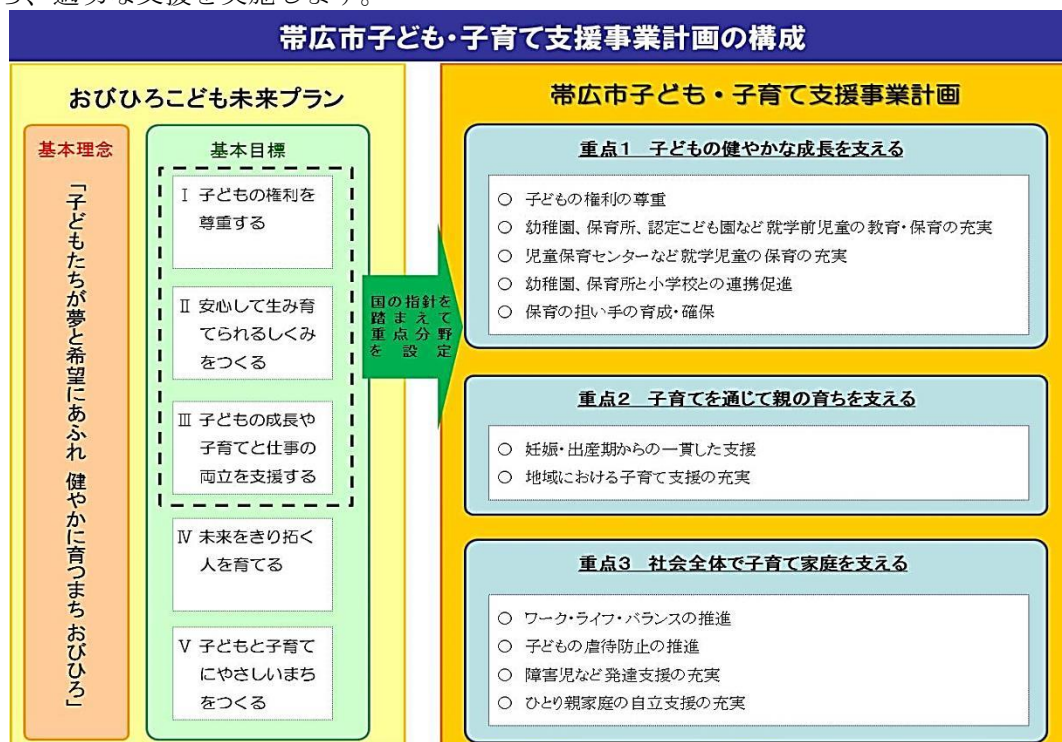 つ、適切な支援を実施します。
帯広市子ども・子育て支援事業計画の構成
おびひろこども未来プラン
基本理念
「子どもたちが夢と希望にあふれ 健やかに育つまち おびひろ」
基本目標
Ⅰ 子どもの権利を
尊重する
Ⅱ 安心して生み育
てられるしくみ
をつくる
Ⅲ 子どもの成長や
子育てと仕事の
両立を支援する
Ⅳ 未来をきり拓く
人を育てる
Ⅴ 子どもと子育て
にやさしいまち
をつくる
国の指針を
踏まえて
重点分野
を設定
帯広市子ども・子育て支援事業計画
重点1 子どもの健やかな成長を支える
○ 子どもの権利の尊重
○ 幼稚園、保育所、認定こども園など就学前児童の教育・保育の充実
○ 児童保育センターなど就学児童の保育の充実
○ 幼稚園、保育所と小学校との連携促進
○ 保育の担い手の育成・確保
重点2 子育てを通じて親の育ちを支える
○ 妊娠・出産期からの一貫した支援
○ 地域における子育て支援の充実
重点3 社会全体で子育て家庭を支える
○ ワーク・ライフ・バランスの推進
○ 子どもの虐待防止の推進
○ 障害児など発達支援の充実
○ ひとり親家庭の自立支援の充実